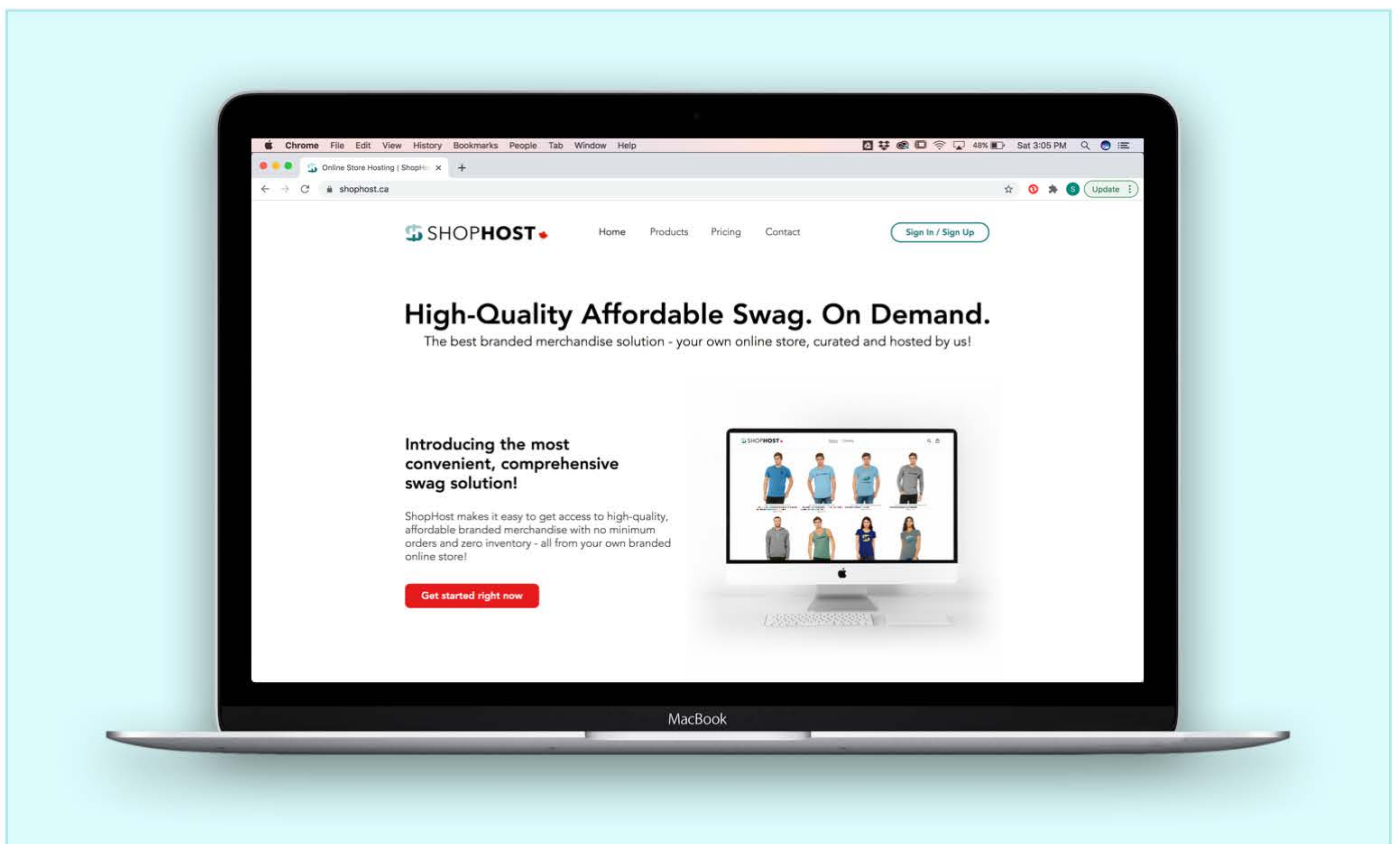 Chrome File Edit View History Bookmarks People Tab Window Help 48% Sat 3:05 PM
Online Store Hosting | ShopHo
shophost.ca
Update
S
SHOPHOST Home Products Pricing Contact Sign In / Sign Up
High-Quality Affordable Swag. On Demand.
The best branded merchandise solution - your own online store, curated and hosted by us!
Introducing the most
convenient, comprehensive
swag solution!
SHOPHOST
ShopHost makes it easy to get access to high-quality,
affordable branded merchandise with no minimum
orders and zero inventory - all from your own branded
online store!
Get started right now
MacBook